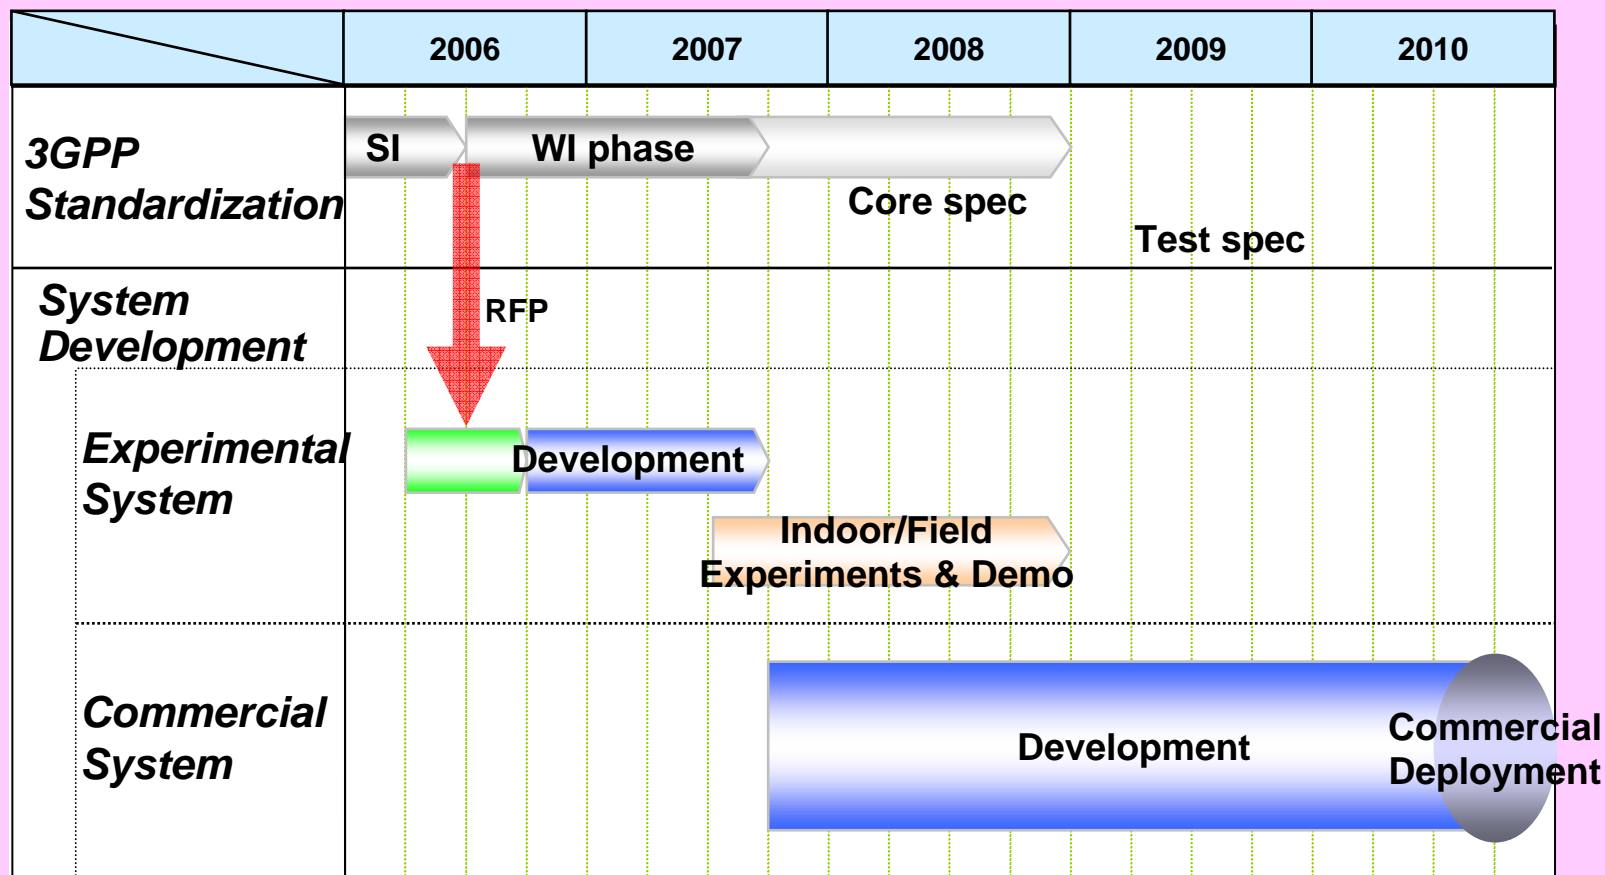 2006 2007 2008 2009 2010
3GPP
Standardization
SI
WI phase
Core spec
Test spec
System
Development
RFP
Experimental
System
Development
Indoor/Field
Experiments & Demo
Commercial
System
Development
Commercial
Deployment